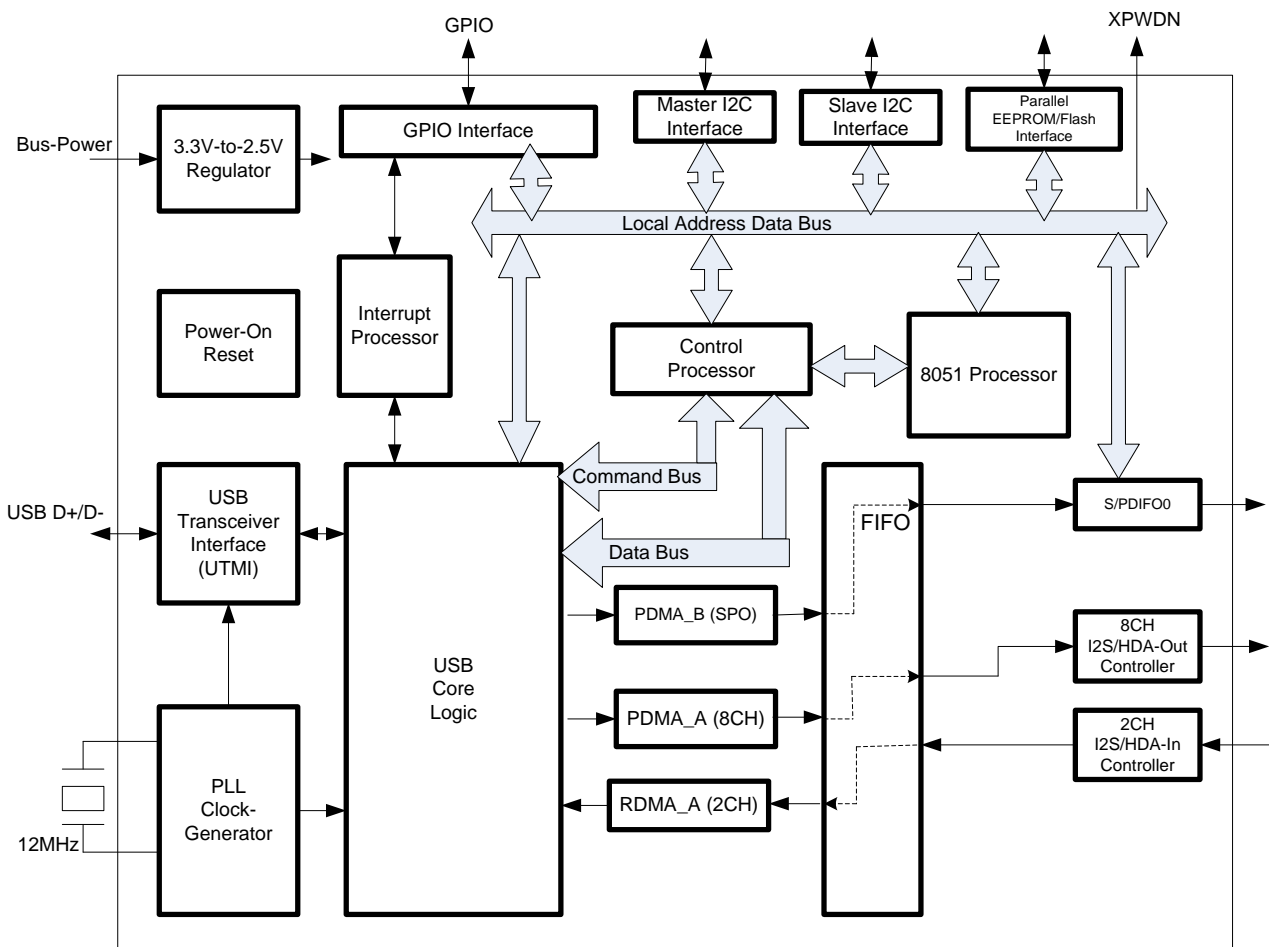 GPIO
XPWDN
Bus-Power
3.3V-to-2.5V
Regulator
GPIO Interface
Master I2C
Interface
Slave I2C
Interface
Parallel
EEPROM/Flash
Interface
Local Address Data Bus
Power-On
Reset
Interrupt
Processor
Control
Processor
8051 Processor
USB D+/D-
USB
Transceiver
Interface
(UTMI)
Command Bus
Data Bus
FIFO
S/PDIFO0
USB
Core
Logic
PDMA_B (SPO)
PDMA_A (8CH)
RDMA_A (2CH)
8CH
I2S/HDA-Out
Controller
2CH
I2S/HDA-In
Controller
PLL
Clock-
Generator
12MHz